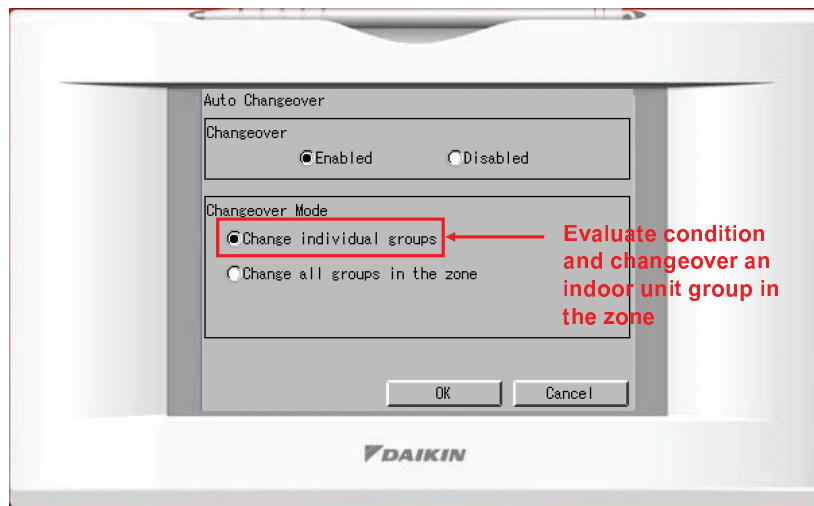 Auto Changeover
Changeover
Enabled Disabled
Changeover Mode
Change individual groups
Change all groups in the zone
Evaluate condition
and changeover an
indoor unit group in
the zone
OK Cancel
DAIKIN